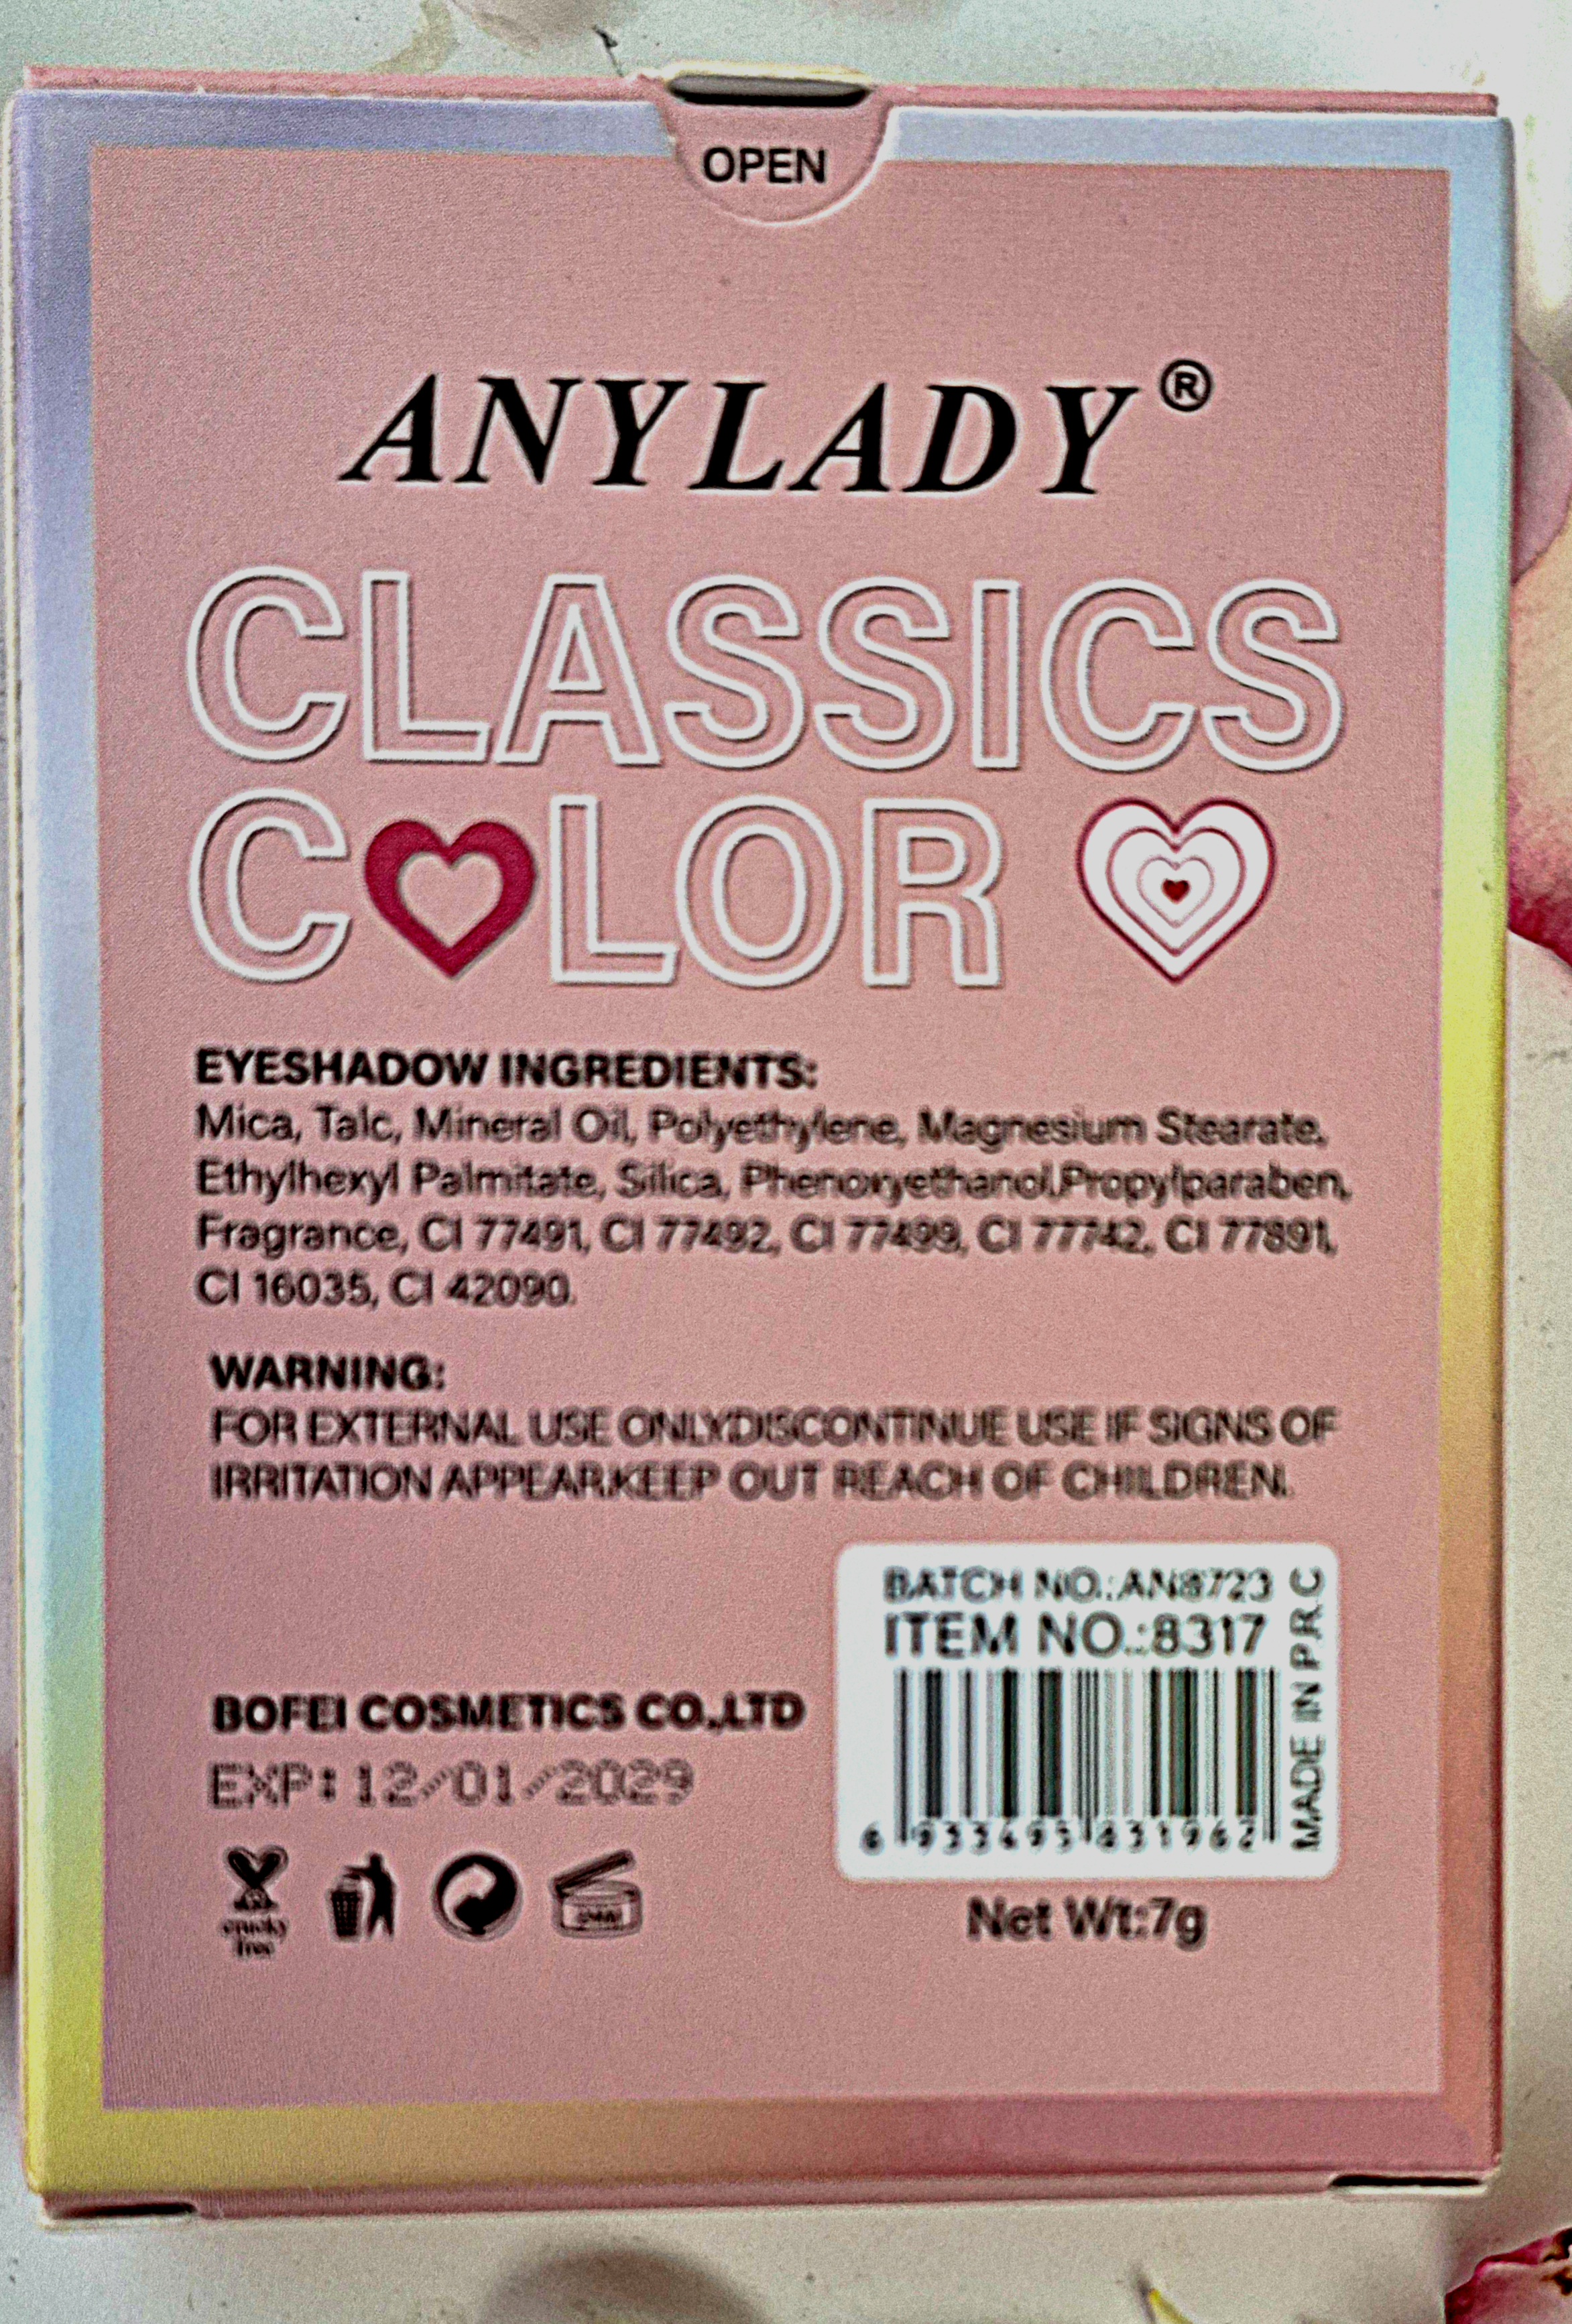 OPEN
ANYLADY®
CLASSICS
COLOR
EYESHADOW INGREDIENTS:
Mica, Talc, Mineral Oil, Polyethylene, Magnesium Stearate,
Ethylhexyl Palmitate, Silica, Phenoxyethanol,Propylparaben,
Fragrance, CI 77491, CI 77492, CI 77499, CI 77742, CI 77891,
CI 16035, CI 42090.
WARNING:
FOR EXTERNAL USE ONLY.DISCONTINUE USE IF SIGNS OF
IRRITATION APPEAR.KEEP OUT REACH OF CHILDREN.
BATCH NO.:AN8723
ITEM NO.:8317
MADE IN P.R.C
BOFEI COSMETICS CO.,LTD
EXP: 12/01/2029
cruelty
free
Net Wt:7g